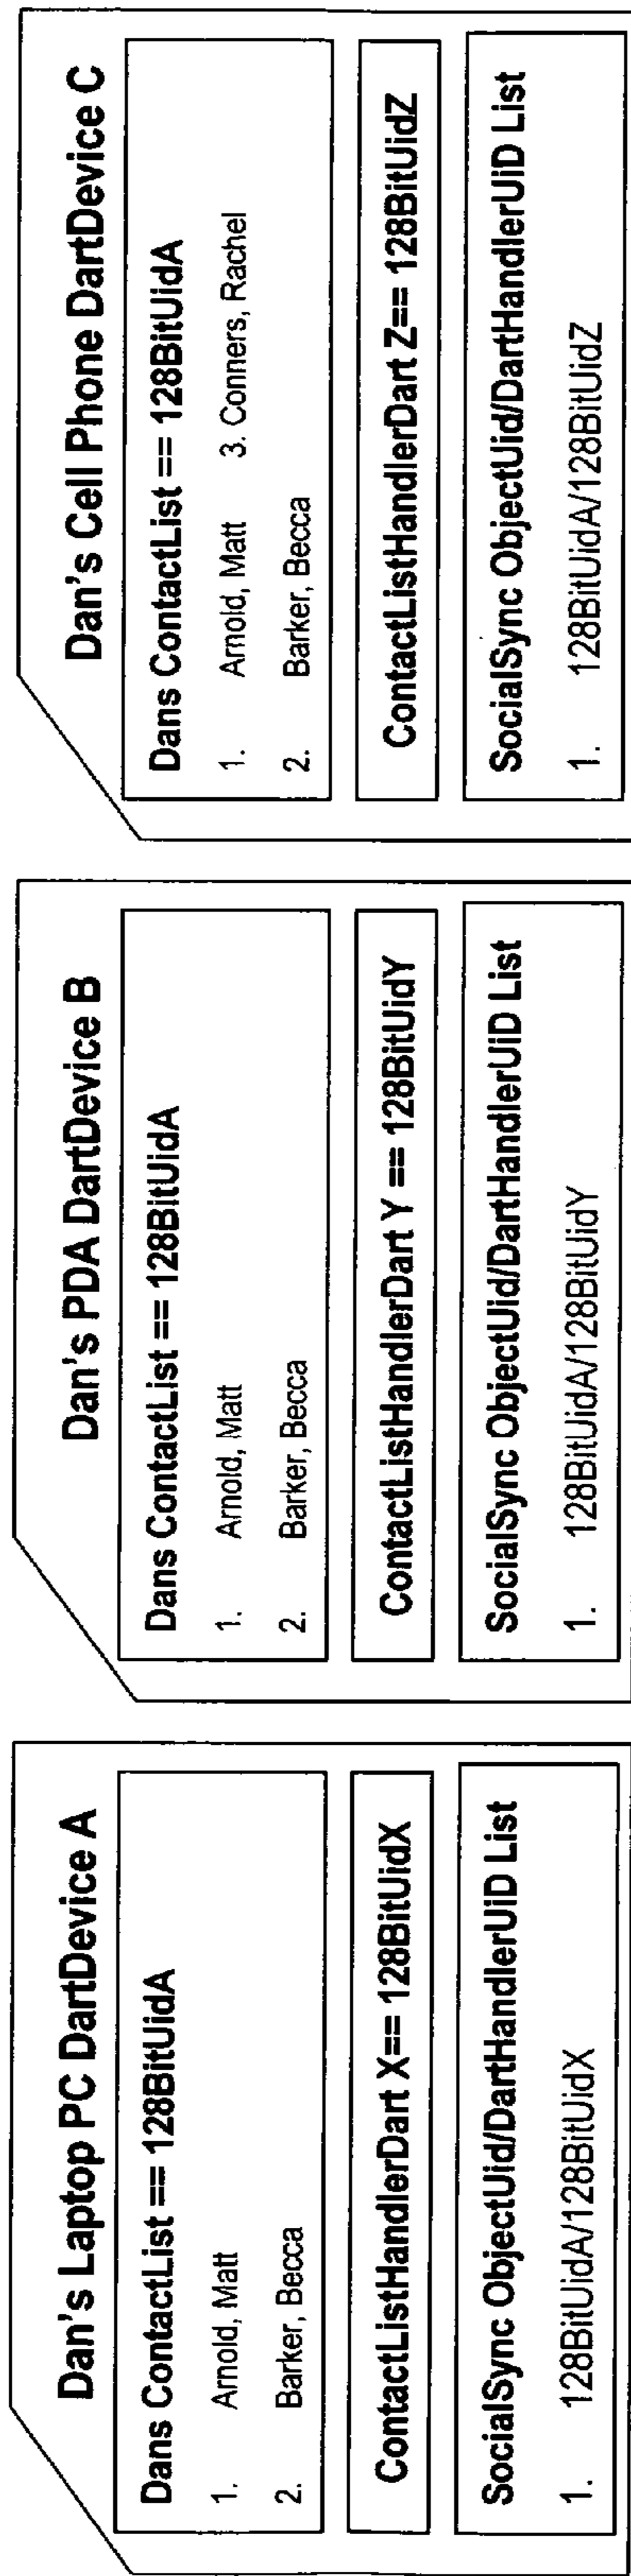 Dan's Laptop PC DartDevice A
Dans ContactList == 128BitUidA
1. Arnold, Matt
2. Barker, Becca
ContactListHandlerDart X== 128BitUidX
SocialSync ObjectUid/DartHandlerUiD List
1. 128BitUidA/128BitUidX
Dan's PDA DartDevice B
Dans ContactList == 128BitUidA
1. Arnold, Matt
2. Barker, Becca
ContactListHandlerDart Y == 128BitUidY
SocialSync ObjectUid/DartHandlerUiD List
1. 128BitUidA/128BitUidY
Dan's Cell Phone DartDevice C
Dans ContactList == 128BitUidA
1. Arnold, Matt 3. Conners, Rachel
2. Barker, Becca
ContactListHandlerDart Z== 128BitUidZ
SocialSync ObjectUid/DartHandlerUiD List
1. 128BitUidA/128BitUidZ